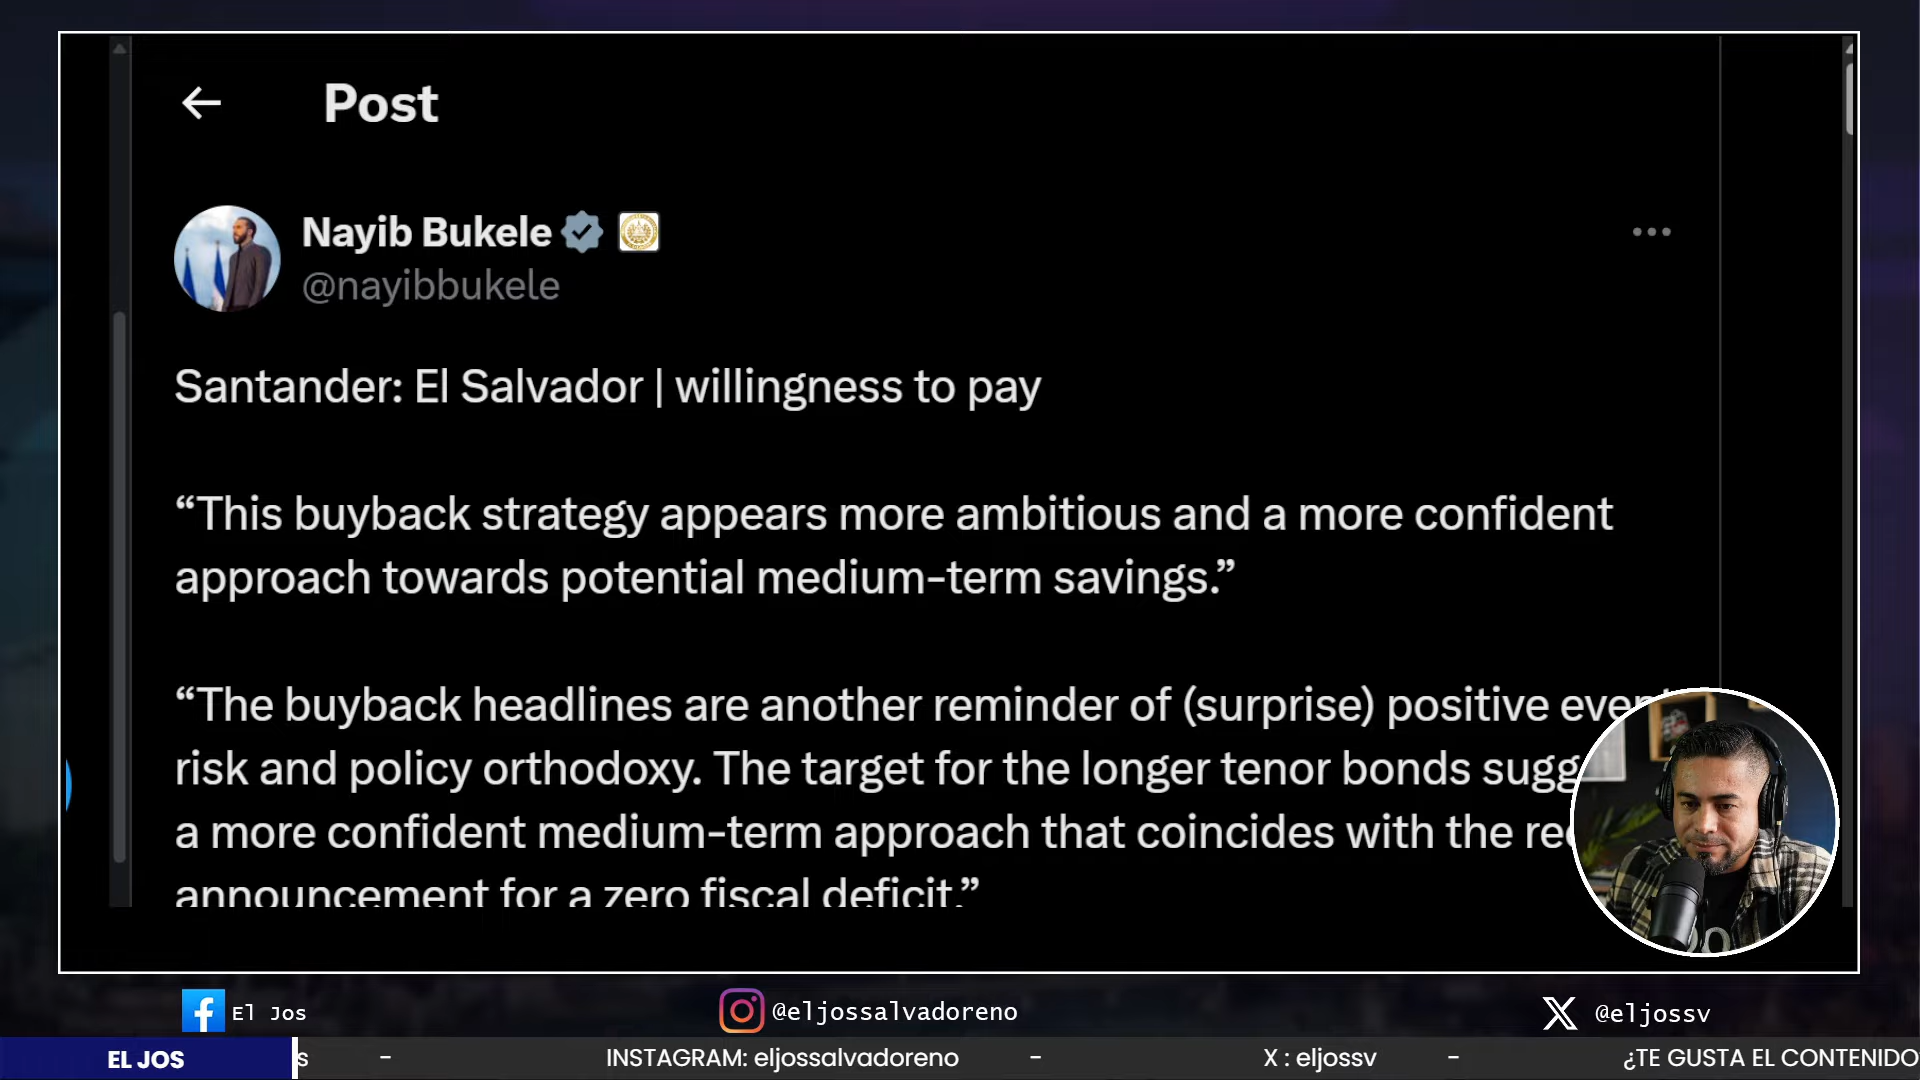 Post
Nayib Bukele
@nayibbukele
Santander: El Salvador | willingness to pay
“This buyback strategy appears more ambitious and a more confident
approach towards potential medium-term savings.”
“The buyback headlines are another reminder of (surprise) positive
risk and policy orthodoxy. The target for the longer tenor bonds
a more confident medium-term approach that coincides with the
announcement for a zero fiscal deficit.”
El Jos
@eljossalvadoreno
@eljossv
EL JOS
s - INSTAGRAM: eljossalvadoreno - X : eljossv - ¿TE GUSTA EL CONTENIDO